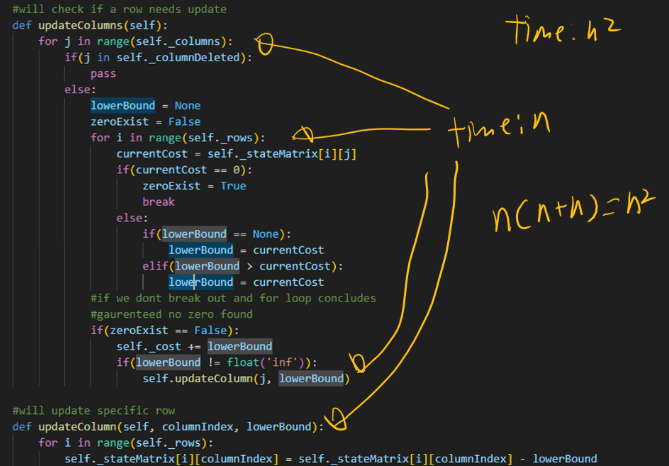 #will check if a row needs update
def updateColumns(self):
for j in range(self._columns):
if(j in self._columnDeleted):
pass
else:
lowerBound = None
zeroExist = False
for i in range(self._rows):
currentCost = self._stateMatrix[i][j]
if(currentCost == 0):
zeroExist = True
break
else:
if(lowerBound == None):
lowerBound = currentCost
elif(lowerBound > currentCost):
lowerBound = currentCost
#if we dont break out and for loop concludes
#gaurenteed no zero found
if(zeroExist == False):
self._cost += lowerBound
if(lowerBound != float('inf')):
self.updateColumn(j, lowerBound)
#will update specific row
def updateColumn(self, columnIndex, lowerBound):
for i in range(self._rows):
self._stateMatrix[i][columnIndex] = self._stateMatrix[i][columnIndex] - lowerBound
Time: n²
time: n
n(n+n)=n²